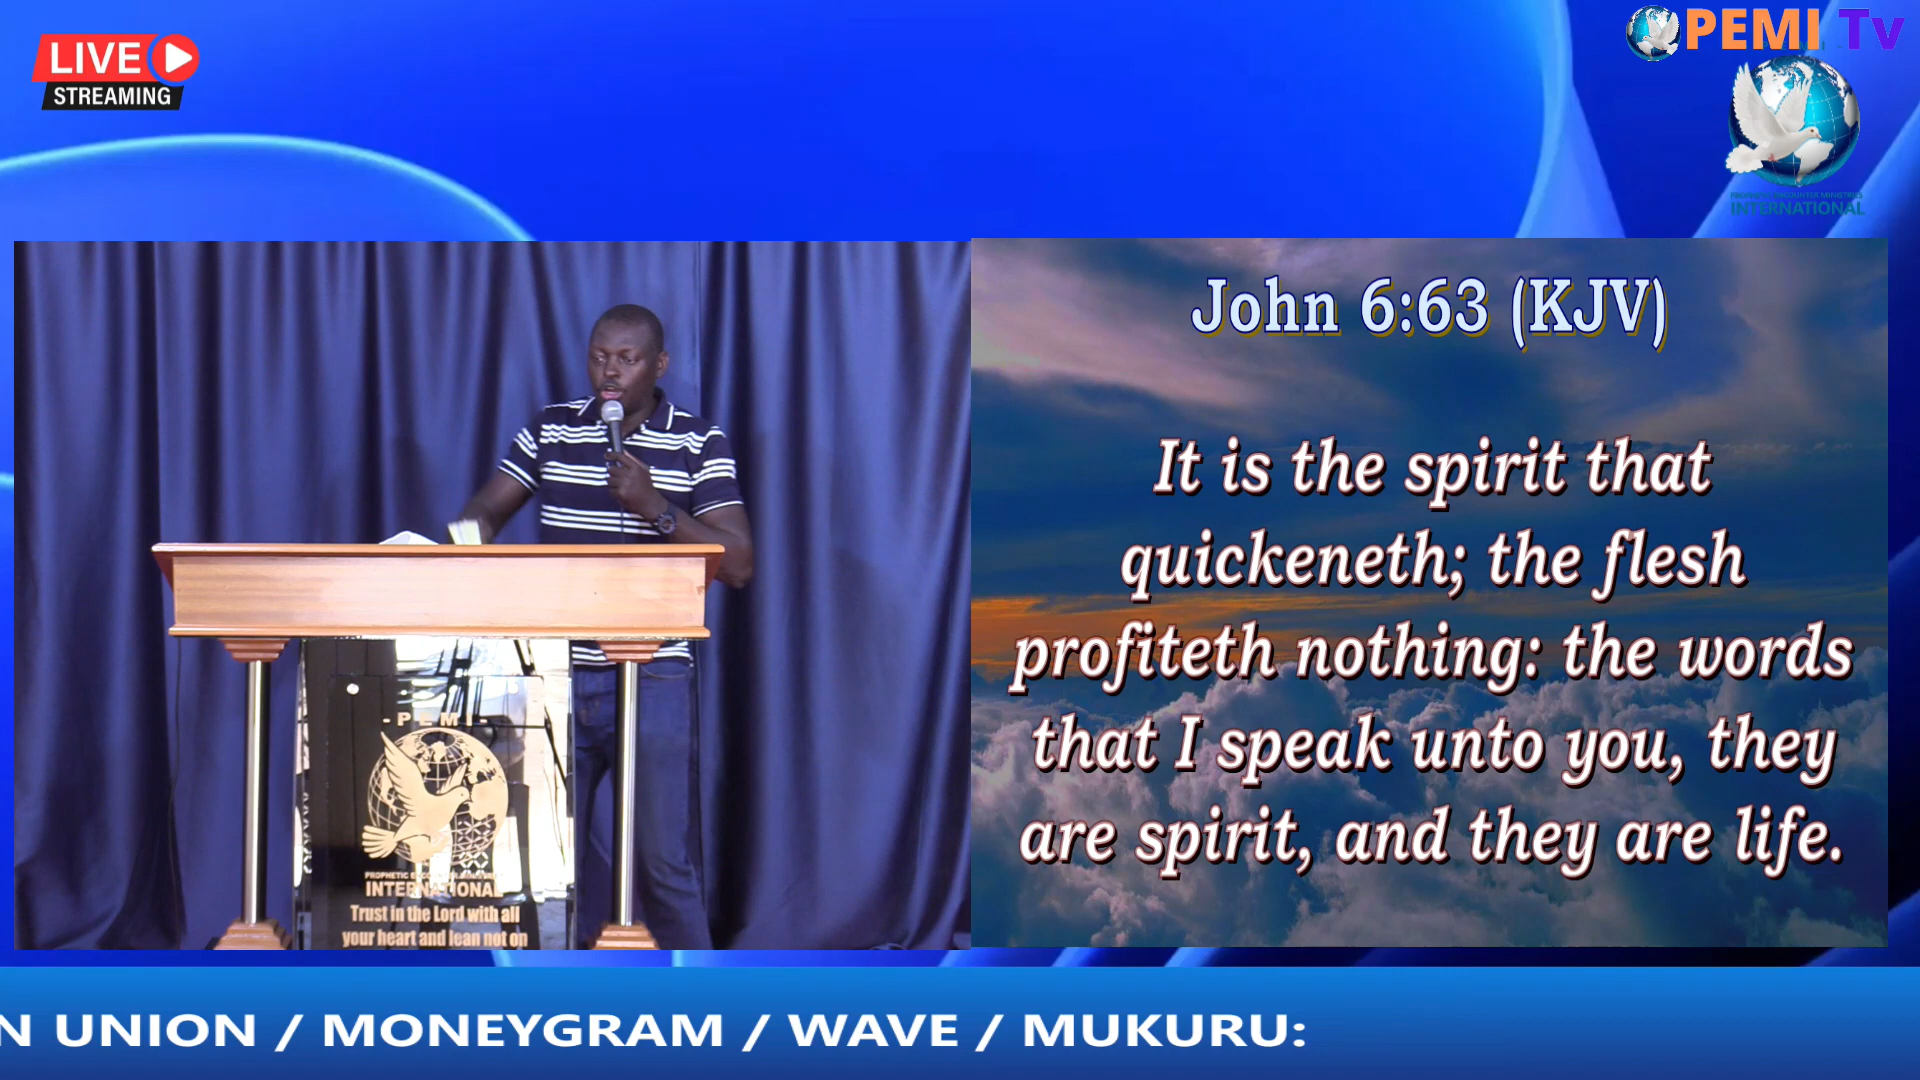 LIVE
STREAMING
PEMI Tv
INTERNATIONAL
John 6:63 (KJV)
It is the spirit that
quickeneth; the flesh
profiteth nothing: the words
that I speak unto you, they
are spirit, and they are life.
- P E M I -
PROPHETIC
INTERNATIONAL
Trust in the Lord with all
your heart and lean not on
N UNION / MONEYGRAM / WAVE / MUKURU: